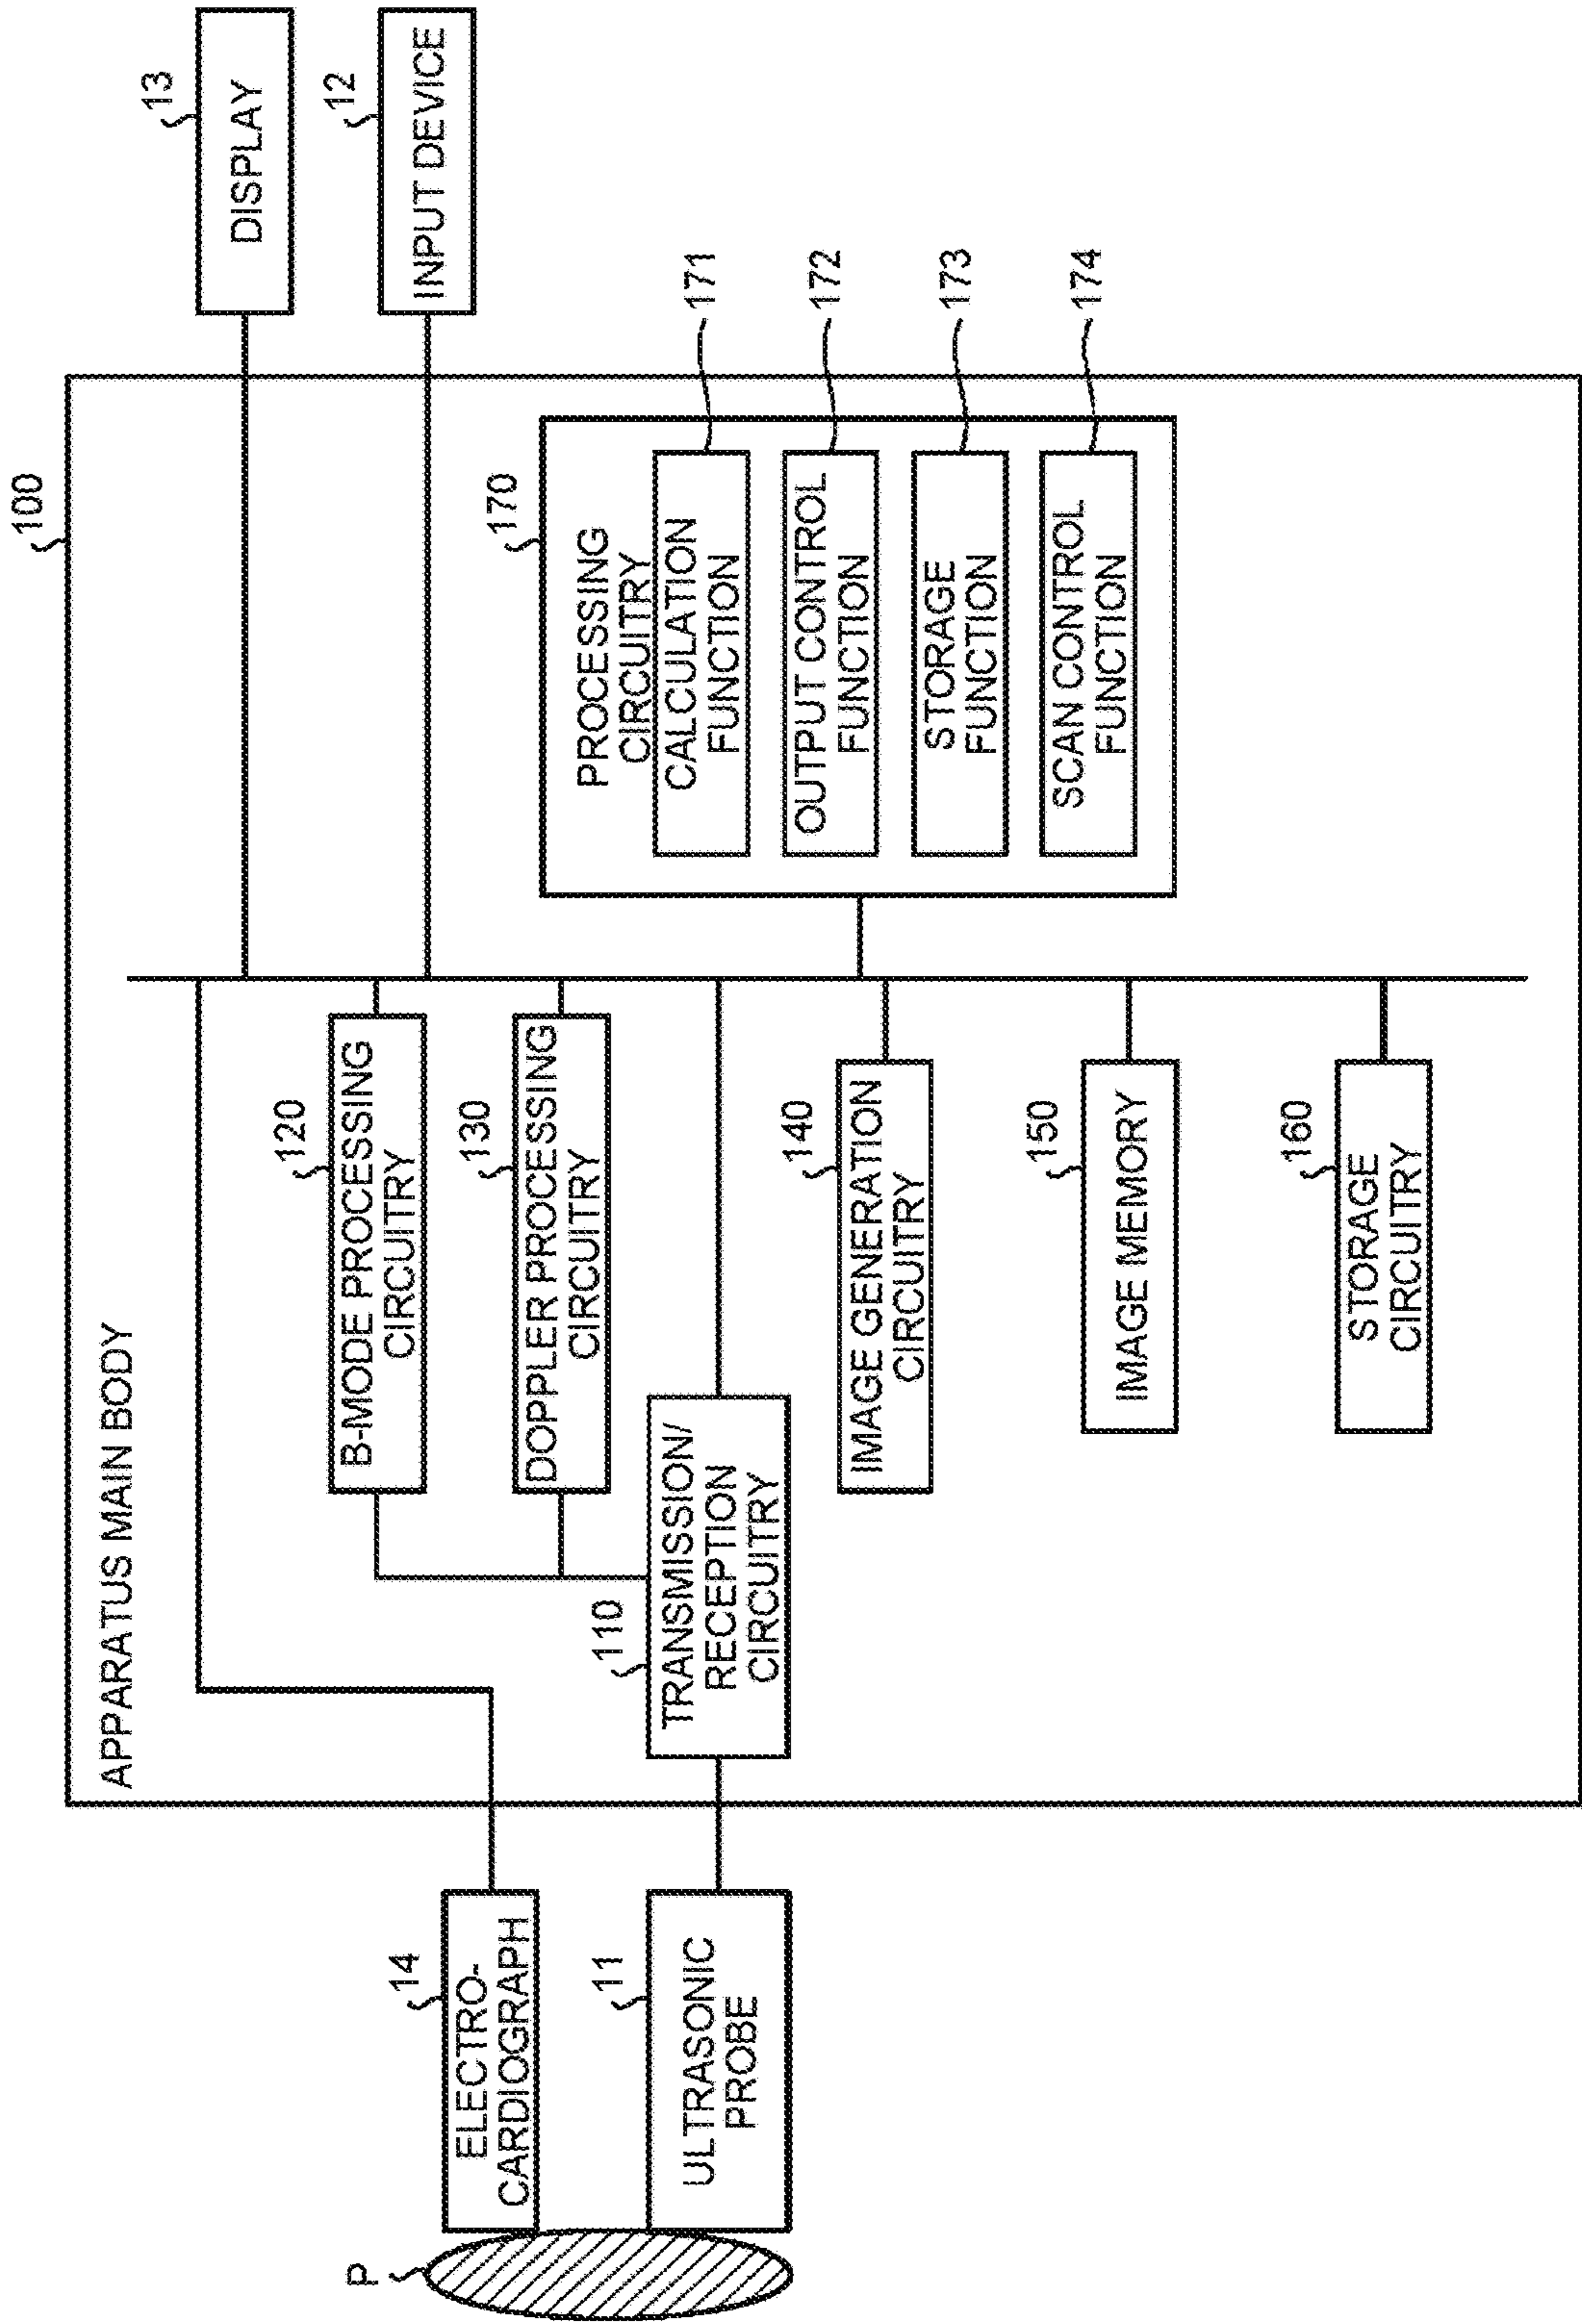 100
APPARATUS MAIN BODY
13
DISPLAY
12
INPUT DEVICE
14
ELECTRO-
CARDIOGRAPH
P
11
ULTRASONIC
PROBE
110
TRANSMISSION/
RECEPTION
CIRCUITRY
120
B-MODE PROCESSING
CIRCUITRY
130
DOPPLER PROCESSING
CIRCUITRY
140
IMAGE GENERATION
CIRCUITRY
150
IMAGE MEMORY
160
STORAGE
CIRCUITRY
170
PROCESSING
CIRCUITRY
CALCULATION
FUNCTION
171
OUTPUT CONTROL
FUNCTION
172
STORAGE
FUNCTION
173
SCAN CONTROL
FUNCTION
174